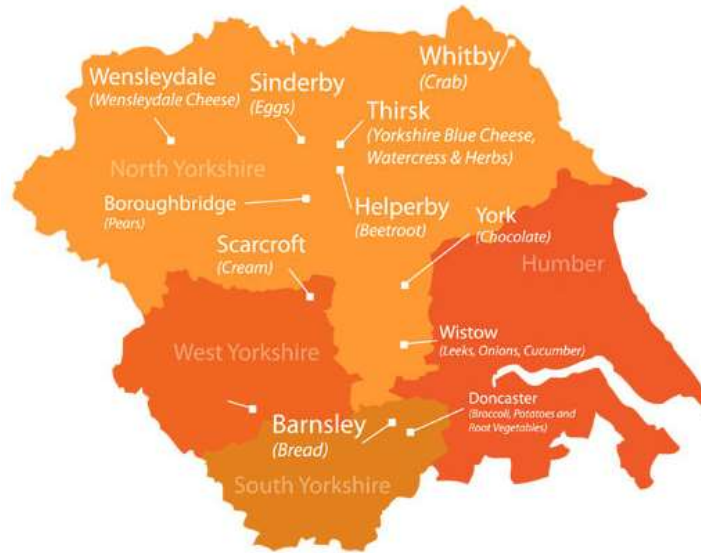 Whitby
(Crab)
Wensleydale
(Wensleydale Cheese)
Sinderby
(Eggs)
Thirsk
(Yorkshire Blue Cheese,
Watercress & Herbs)
North Yorkshire
Boroughbridge
(Pears)
Helperby
(Beetroot)
York
(Chocolate)
Scarcroft
(Cream)
Humber
West Yorkshire
Wistow
(Leeks, Onions, Cucumber)
Doncaster
(Broccoli, Potatoes and
Root Vegetables)
Barnsley
(Bread)
South Yorkshire